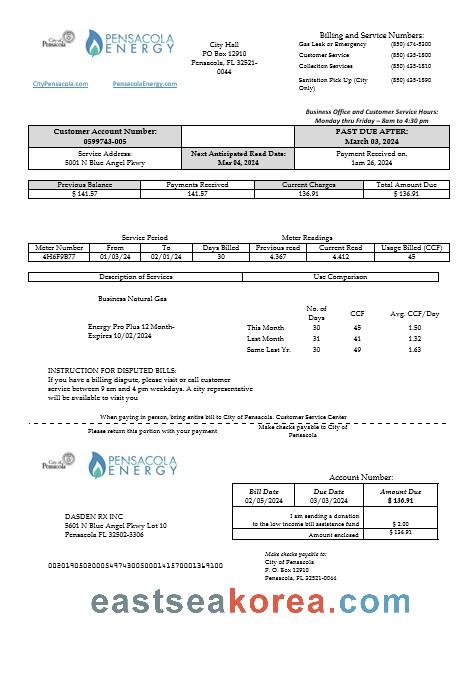 City of
Pensacola
PENSACOLA
ENERGY
CityPensacola.com
PensacolaEnergy.com
City Hall
PO Box 12910
Pensacola, FL 32521-
0044
Billing and Service Numbers:
Gas Leak or Emergency (850) 474-5300
Customer Service (850) 435-1800
Collection Services (850) 435-1810
Sanitation Pick Up (City (850) 435-1890
Only)
Business Office and Customer Service Hours:
Monday thru Friday – 8am to 4:30 pm
Customer Account Number:
0599743-005
PAST DUE AFTER:
March 03, 2024
Service Address:
5001 N Blue Angel Pkwy
Next Anticipated Read Date:
Mar 04, 2024
Payment Received on.
1am 26, 2024
Previous Balance Payments Received Current Charges Total Amount Due
$ 141.57 141.57 136.91 $ 136.91
Service Period Meter Readings
Meter Number From To Days Billed Previous read Current Read Usage Billed (CCF)
4H6F9B77 01/03/24 02/01/24 30 4.367 4.412 45
Description of Services Use Comparison
Business Natural Gas
No. of
Days CCF Avg. CCF/Day
Energy Pro Plus 12 Month-
Expires 10/02/2024
This Month 30 45 1.50
Last Month 31 41 1.32
Same Last Yr. 30 49 1.63
INSTRUCTION FOR DISPUTED BILLS:
If you have a billing dispute, please visit or call customer
service between 9 am and 4 pm weekdays. A city representative
will be available to visit you
When paying in person, bring entire bill to City of Pensacola. Customer Service Center
Please return this portion with your payment
Make checks payable to City of
Pensacola
City of
Pensacola
PENSACOLA
ENERGY
Account Number:
Bill Date Due Date Amount Due
02/05/2024 03/03/2024 $ 136.91
I am sending a donation
to the low income bill assistance fund $ 2.00
Amount enclosed $ 136.91
DASDEN RX INC
5601 N Blue Angel Pkwy Lot 10
Pensacola FL 32502-3306
Make checks payable to:
City of Pensacola
P. O. Box 12910
Pensacola, FL 32521-0044
eastseakorea.com